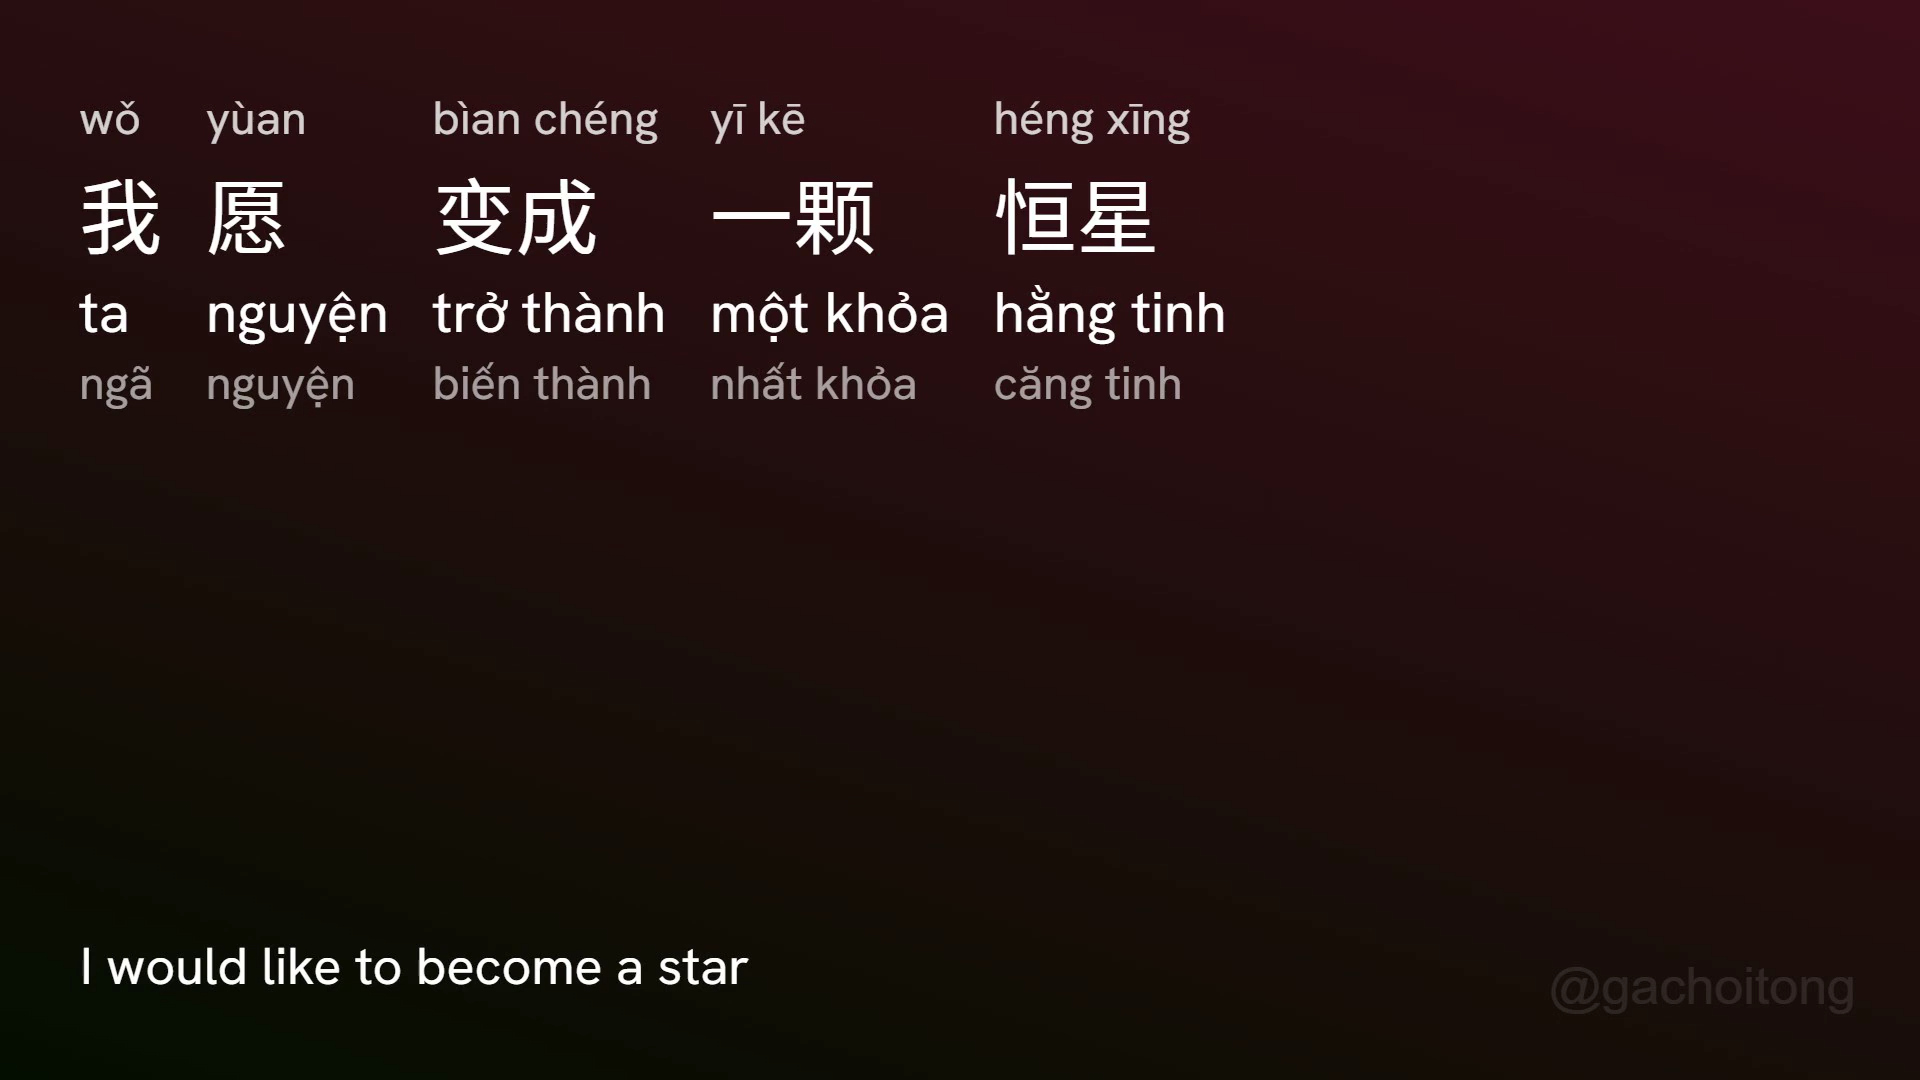 wǒ yùan bìan chéng yī kē héng xīng
我 愿 变成 一颗 恒星
ta nguyện trở thành một khỏa hằng tinh
ngã nguyện biến thành nhất khỏa căng tinh
I would like to become a star
@gachoitong